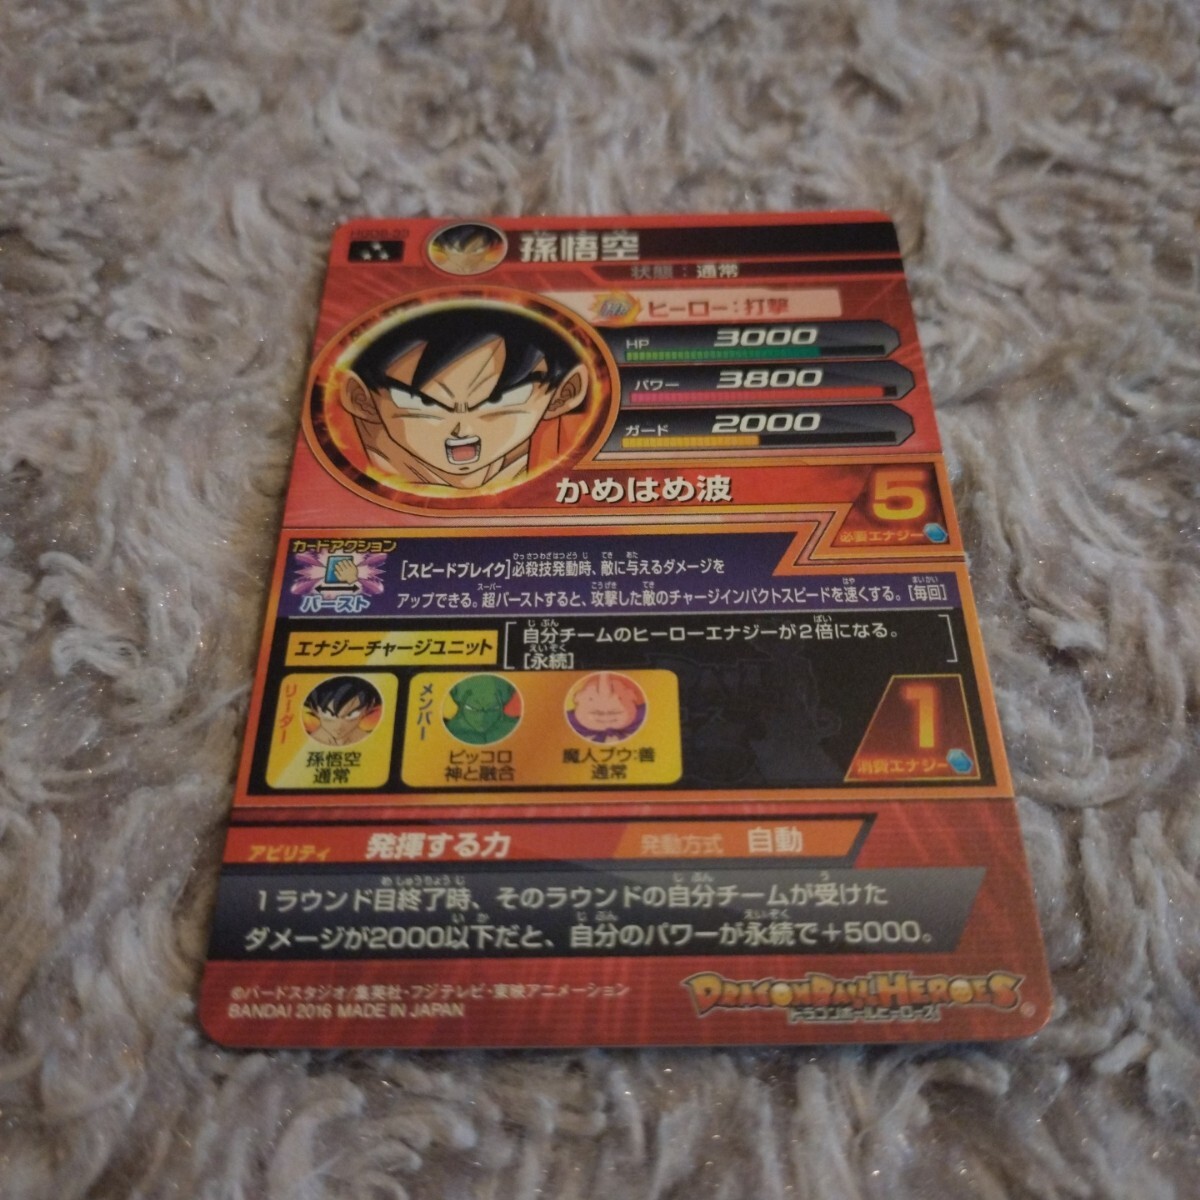 孫悟空
状態：通常
ヒーロー：打撃
HP 3000
パワー 3800
ガード 2000
かめはめ波
5
必要エナジー
カードアクション
バースト
[スピードブレイク]必殺技発動時、敵に与えるダメージを
アップできる。超バーストすると、攻撃した敵のチャージインパクトスピードを速くする。[毎回]
エナジーチャージユニット
自分チームのヒーローエナジーが2倍になる。
[永続]
リーダー
孫悟空
通常
メンバー
ピッコロ
神と融合
魔人ブウ:善
通常
1
消費エナジー
アビリティ 発揮する力 発動方式 自動
1ラウンド目終了時、そのラウンドの自分チームが受けた
ダメージが2000以下だと、自分のパワーが永続で+5000。
©バードスタジオ/集英社・フジテレビ・東映アニメーション
BANDAI 2016 MADE IN JAPAN
DRAGONBALL HEROES
ドラゴンボールヒーローズ